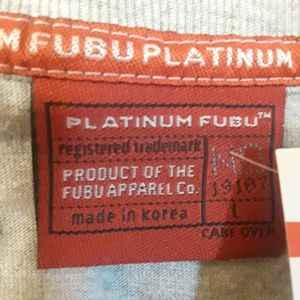 M FUBU PLATINUM
PLATINUM FUBU™
registered trademark
PRODUCT OF THE
FUBU APPAREL Co.
made in korea
L
CARE OVER